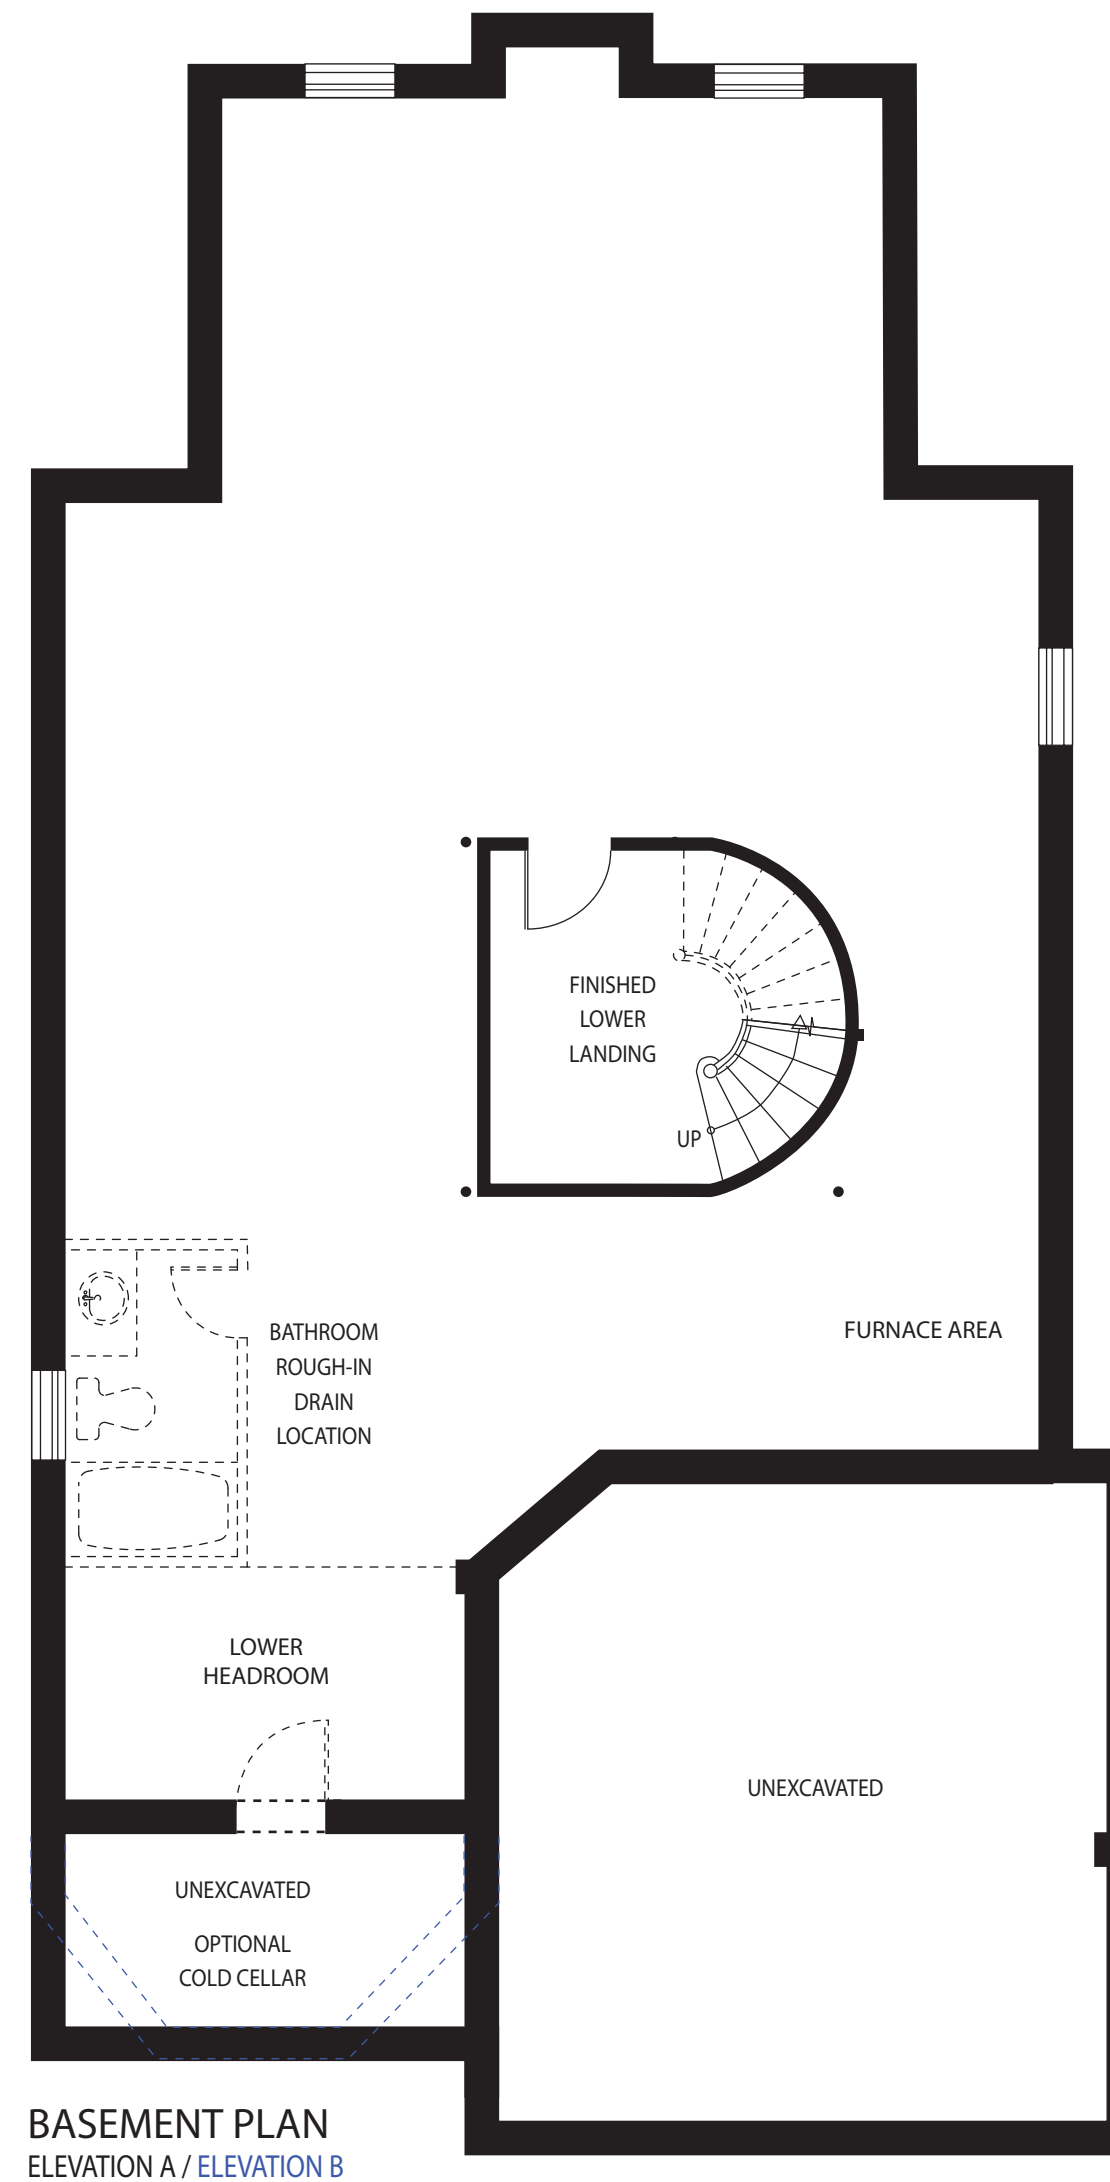 FINISHED
LOWER
LANDING
UP
BATHROOM
ROUGH-IN
DRAIN
LOCATION
FURNACE AREA
LOWER
HEADROOM
UNEXCAVATED
UNEXCAVATED
OPTIONAL
COLD CELLAR
BASEMENT PLAN
ELEVATION A / ELEVATION B